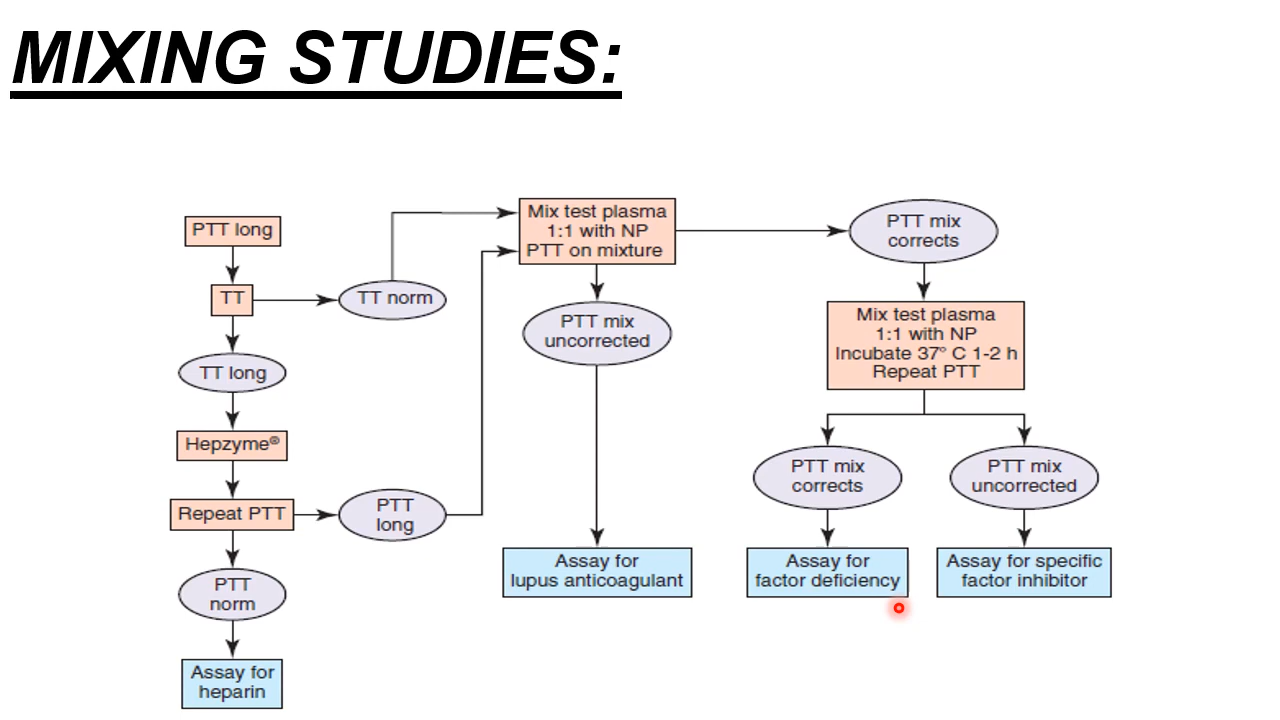 MIXING STUDIES:
PTT long
TT
TT norm
TT long
Hepzyme®
Repeat PTT
PTT
long
PTT
norm
Assay for
heparin
Mix test plasma
1:1 with NP
PTT on mixture
PTT mix
uncorrected
Assay for
lupus anticoagulant
PTT mix
corrects
Mix test plasma
1:1 with NP
Incubate 37° C 1-2 h
Repeat PTT
PTT mix
corrects
Assay for
factor deficiency
PTT mix
uncorrected
Assay for specific
factor inhibitor